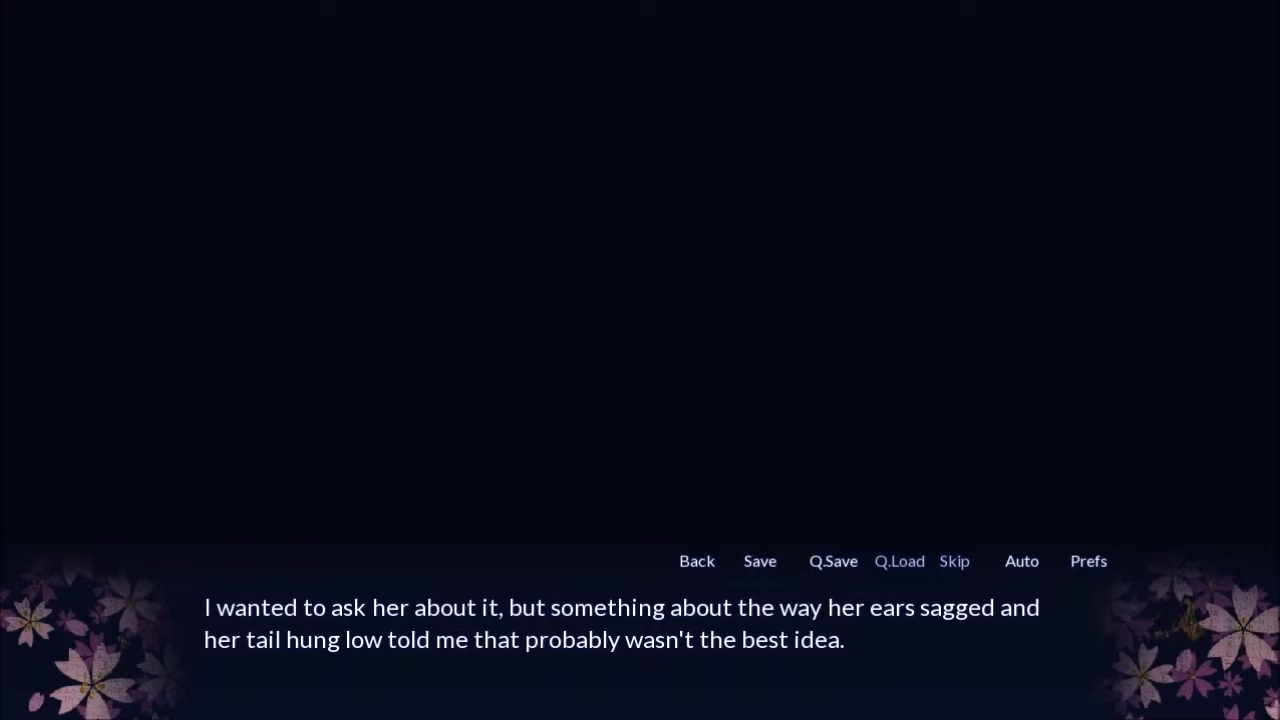 Back Save Q.Save Q.Load Skip Auto Prefs
I wanted to ask her about it, but something about the way her ears sagged and
her tail hung low told me that probably wasn't the best idea.